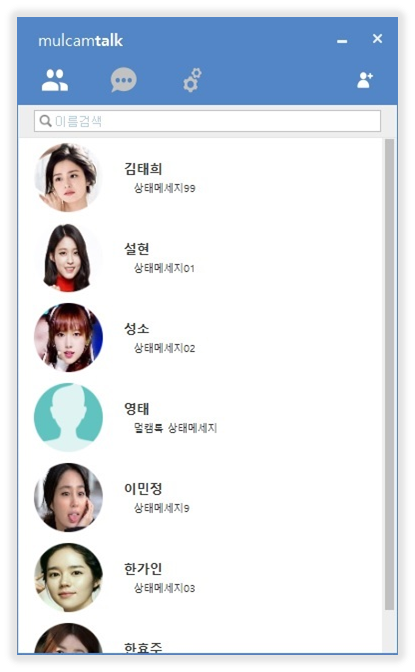 mulcamtalk
이름검색
김태희
상태메세지99
설현
상태메세지01
성소
상태메세지02
영태
멀캠톡 상태메세지
이민정
상태메세지9
한가인
상태메세지03
한효주